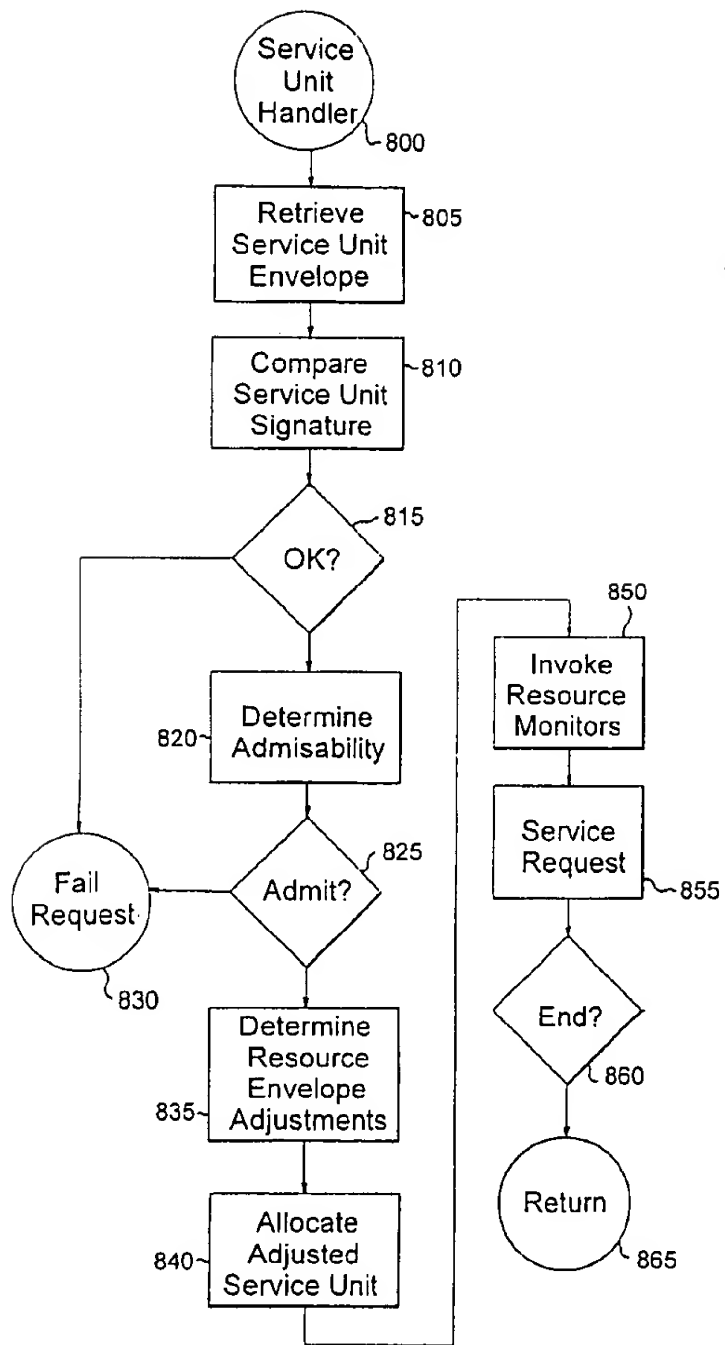 Service
Unit
Handler
800
Retrieve
Service Unit
Envelope
805
Compare
Service Unit
Signature
810
OK?
815
Determine
Admisability
820
Admit?
825
Fail
Request
830
Determine
Resource
Envelope
Adjustments
835
Allocate
Adjusted
Service Unit
840
Invoke
Resource
Monitors
850
Service
Request
855
End?
860
Return
865